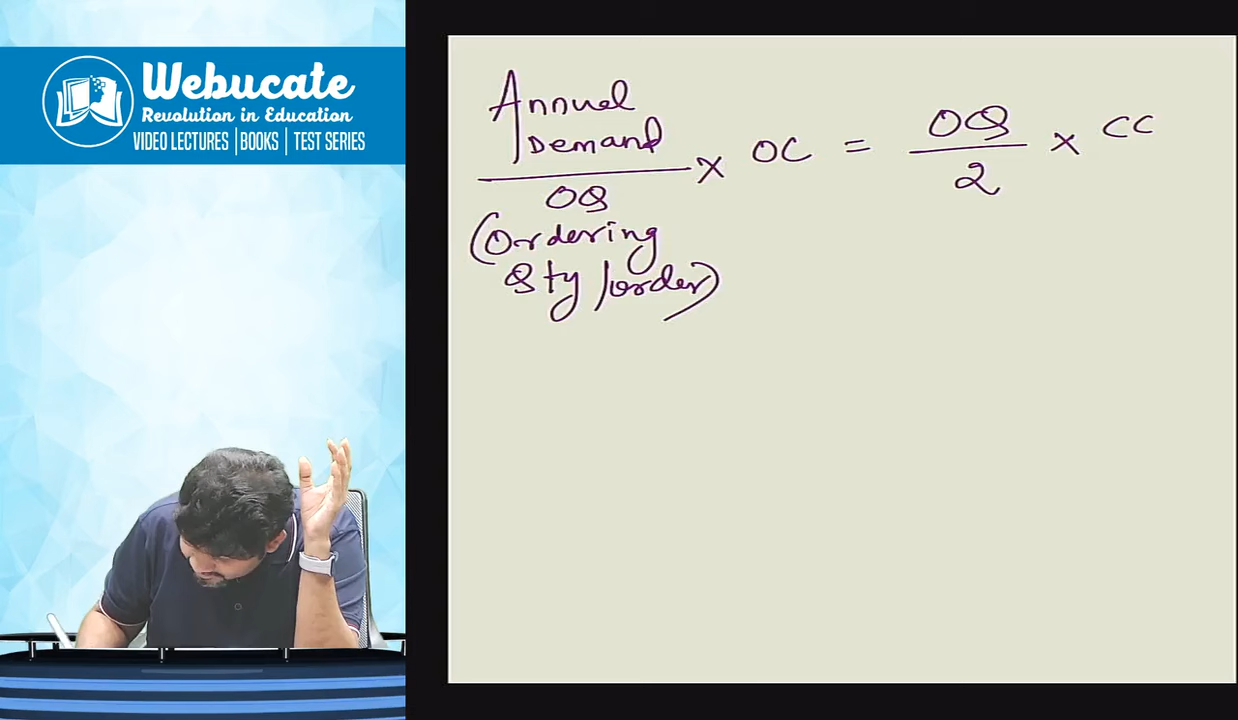 Webucate
Revolution in Education
VIDEO LECTURES | BOOKS | TEST SERIES
Annual
Demand
OQ
(Ordering
Qty/order)
× OC = OQ/2 × CC